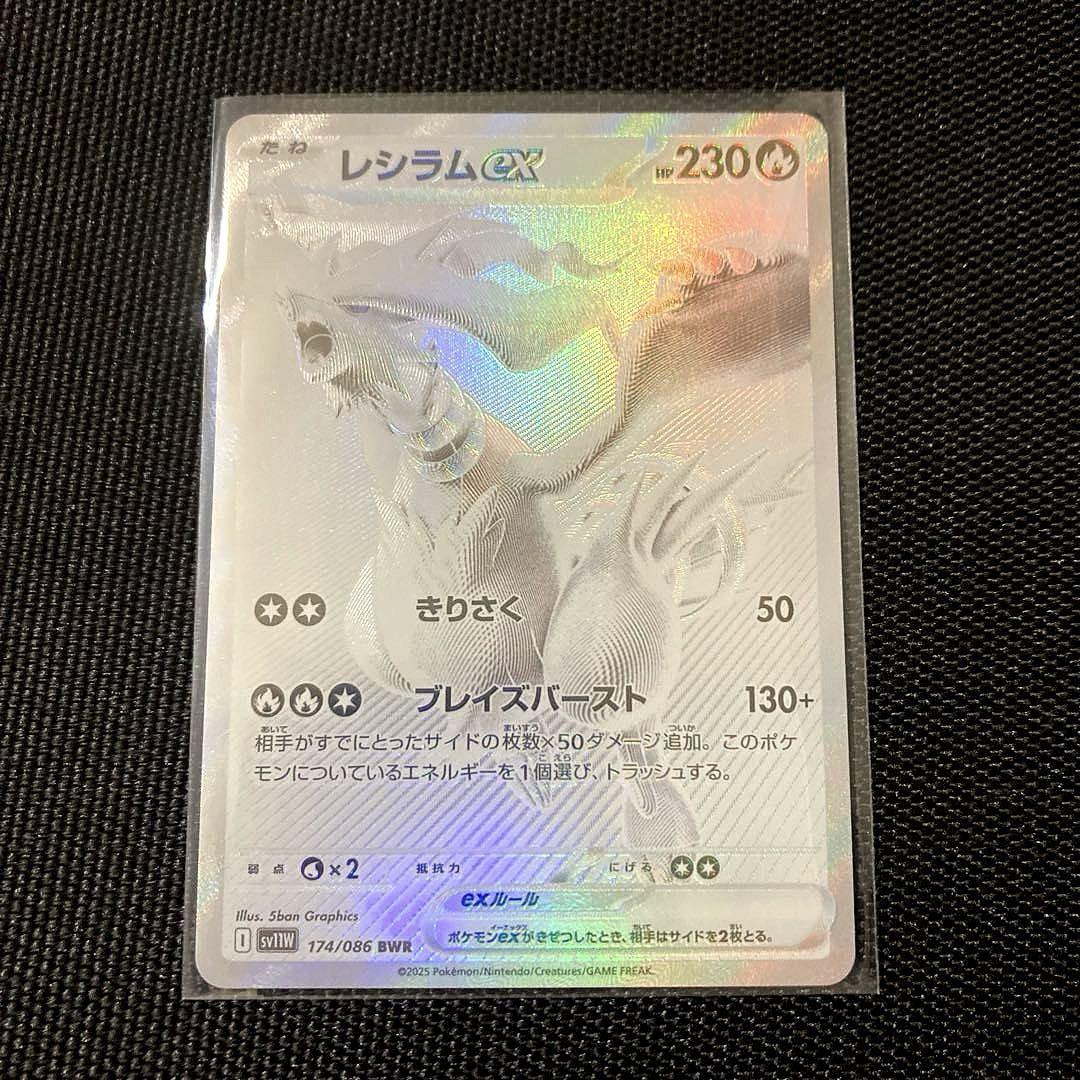 たね レシラムex HP230
きりさく 50
ブレイズバースト 130+
相手がすでにとったサイドの枚数×50ダメージ追加。このポケ
モンについているエネルギーを1個選び、トラッシュする。
弱点 ×2 抵抗力 にげる
exルール
ポケモンexがきぜつしたとき、相手はサイドを2枚とる。
Illus. 5ban Graphics
I sv11W 174/086 BWR
©2025 Pokémon/Nintendo/Creatures/GAME FREAK.